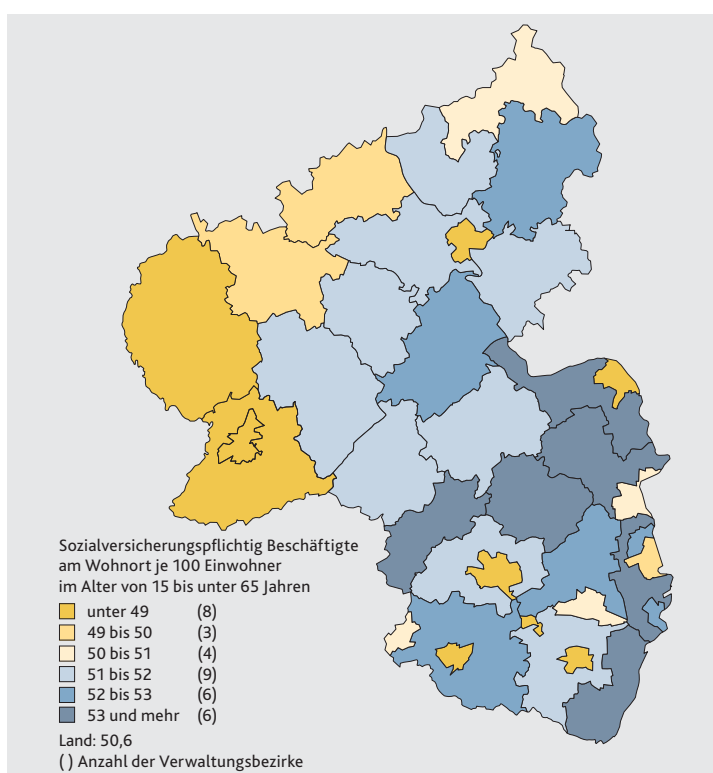 Sozialversicherungspflichtig Beschäftigte
am Wohnort je 100 Einwohner
im Alter von 15 bis unter 65 Jahren
unter 49 (8)
49 bis 50 (3)
50 bis 51 (4)
51 bis 52 (9)
52 bis 53 (6)
53 und mehr (6)
Land: 50,6
( ) Anzahl der Verwaltungsbezirke